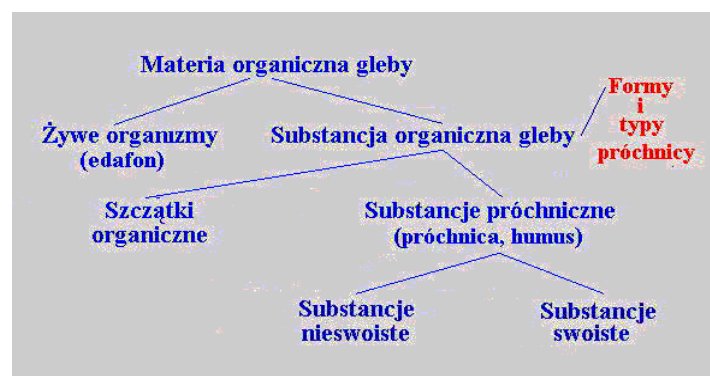 Materia organiczna gleby
Formy
i
typy
próchnicy
Żywe organizmy
(edafon)
Substancja organiczna gleby
Szczątki
organiczne
Substancje próchniczne
(próchnica, humus)
Substancje
nieswoiste
Substancje
swoiste